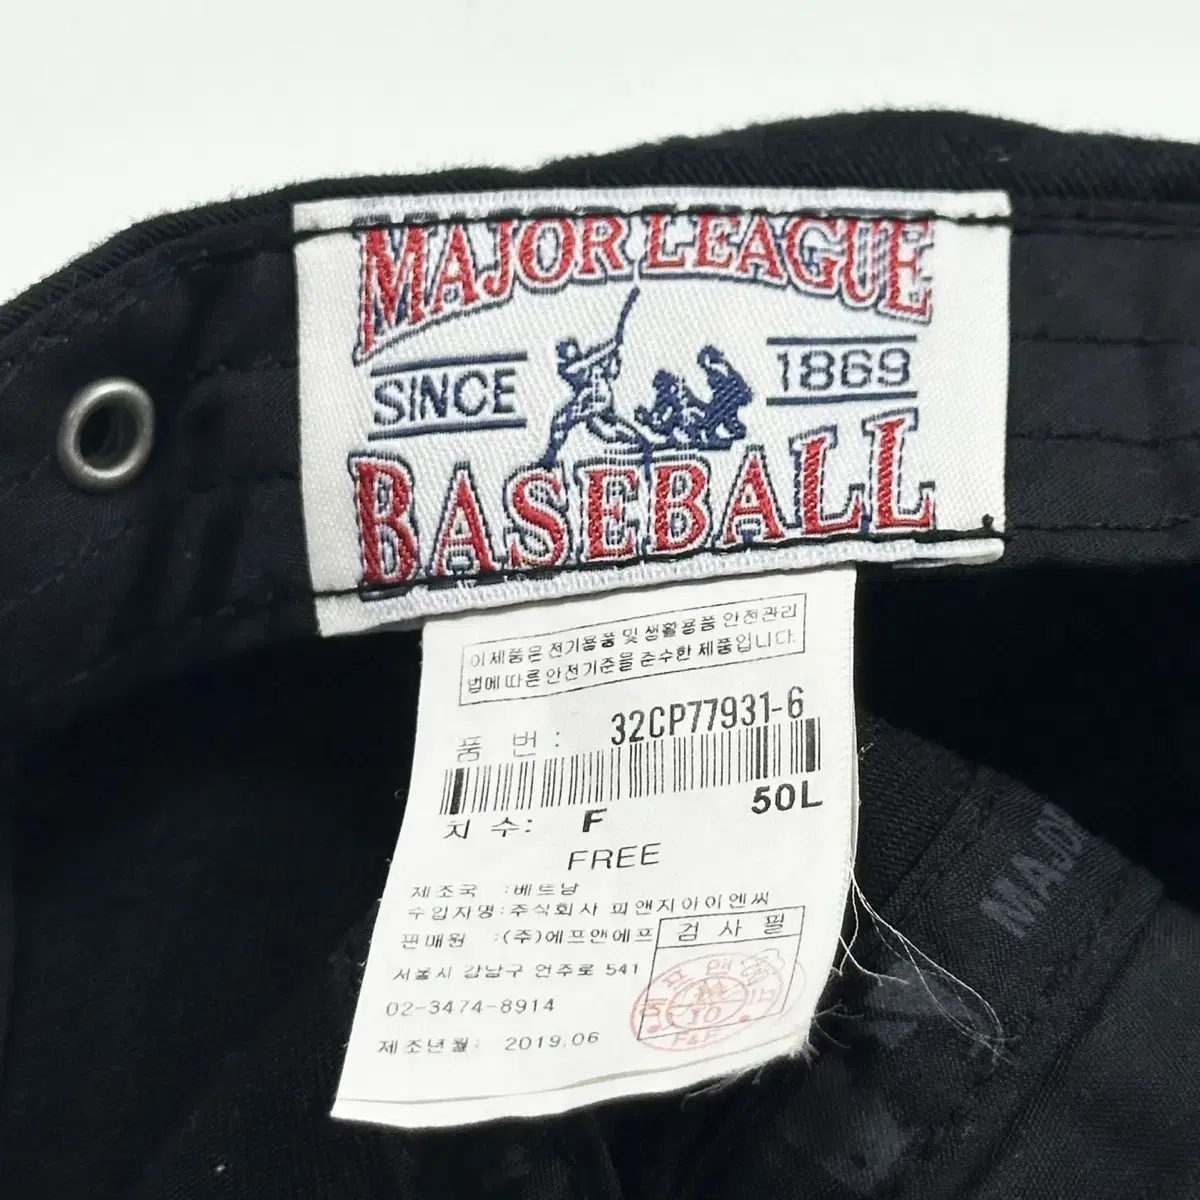 MAJOR LEAGUE
SINCE 1869
BASEBALL
이 제품은 전기용품 및 생활용품 안전관리
법에 따른 안전기준을 준수한 제품입니다.
품 번: 32CP77931-6
치 수: F 50L
FREE
제조국 :베트남
수입자명:주식회사 피앤지아이엔씨
판매원 :(주)에프앤에프
검 사 필
서울시 강남구 언주로 541
02-3474-8914
제조년월: 2019.06
F&F